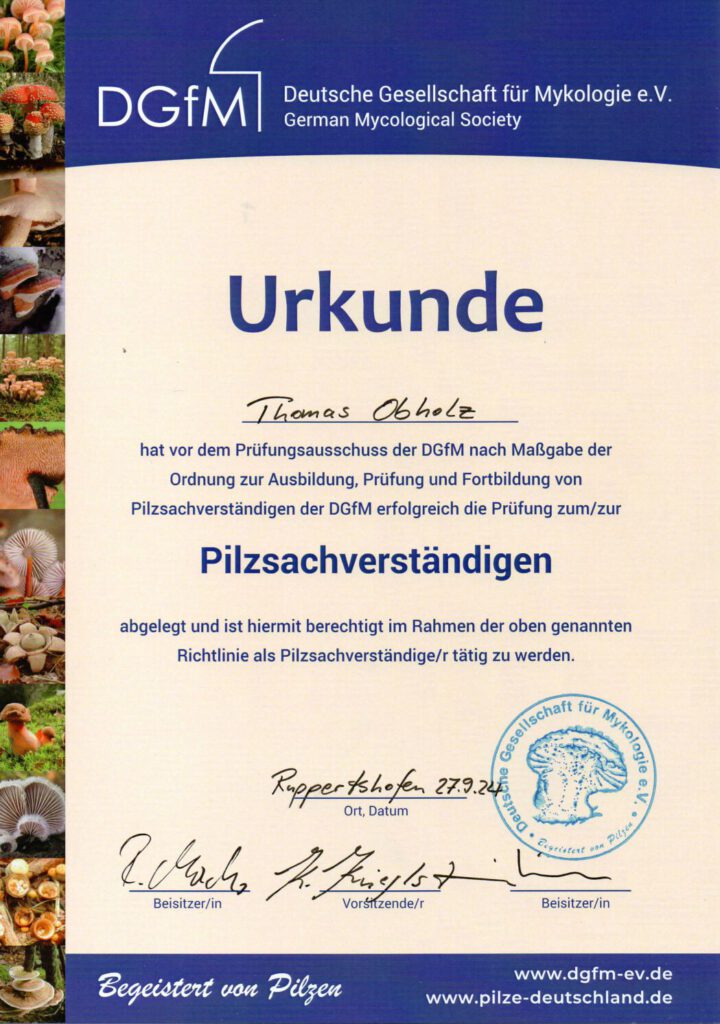 DGfM
Deutsche Gesellschaft für Mykologie e.V.
German Mycological Society
Urkunde
Thomas Obholz
hat vor dem Prüfungsausschuss der DGfM nach Maßgabe der
Ordnung zur Ausbildung, Prüfung und Fortbildung von
Pilzsachverständigen der DGfM erfolgreich die Prüfung zum/zur
Pilzsachverständigen
abgelegt und ist hiermit berechtigt im Rahmen der oben genannten
Richtlinie als Pilzsachverständige/r tätig zu werden.
Deutsche Gesellschaft für Mykologie e.V.
Begeistert von Pilzen
Ruppertshofen 27.9.24
Ort, Datum
Beisitzer/in Vorsitzende/r Beisitzer/in
Begeistert von Pilzen
www.dgfm-ev.de
www.pilze-deutschland.de